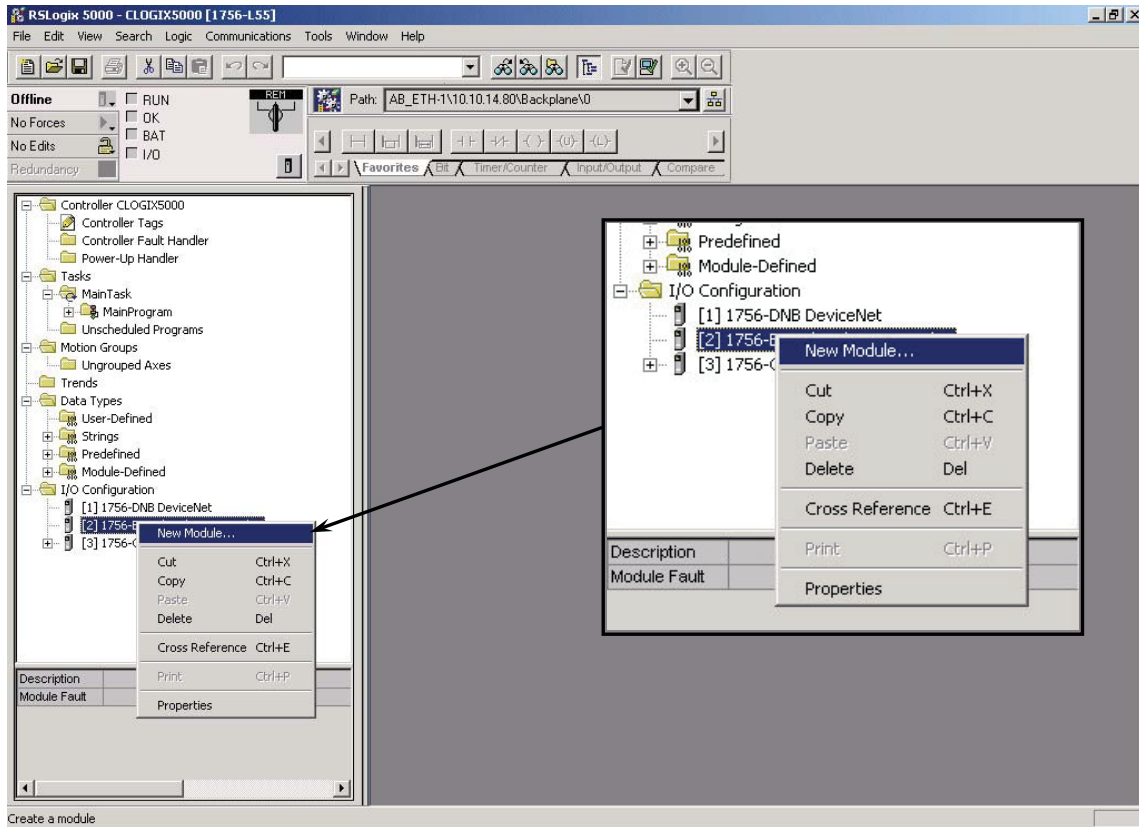 RSLogix 5000 - CLOGIX5000 [1756-L55]
File Edit View Search Logic Communications Tools Window Help
Offline
RUN
No Forces
OK
No Edits
BAT
Redundancy
I/O
REM
Path: AB_ETH-1\10.10.14.80\Backplane\0
Favorites Bit Timer/Counter Input/Output Compare
Controller CLOGIX5000
Controller Tags
Controller Fault Handler
Power-Up Handler
Tasks
MainTask
MainProgram
Unscheduled Programs
Motion Groups
Ungrouped Axes
Trends
Data Types
User-Defined
Strings
Predefined
Module-Defined
I/O Configuration
[1] 1756-DNB DeviceNet
[2] 1756-E
[3] 1756-
New Module...
Cut Ctrl+X
Copy Ctrl+C
Paste Ctrl+V
Delete Del
Cross Reference Ctrl+E
Print Ctrl+P
Properties
Description
Module Fault
Predefined
Module-Defined
I/O Configuration
[1] 1756-DNB DeviceNet
[2] 1756-E
[3] 1756-
New Module...
Cut Ctrl+X
Copy Ctrl+C
Paste Ctrl+V
Delete Del
Cross Reference Ctrl+E
Print Ctrl+P
Properties
Description
Module Fault
Create a module